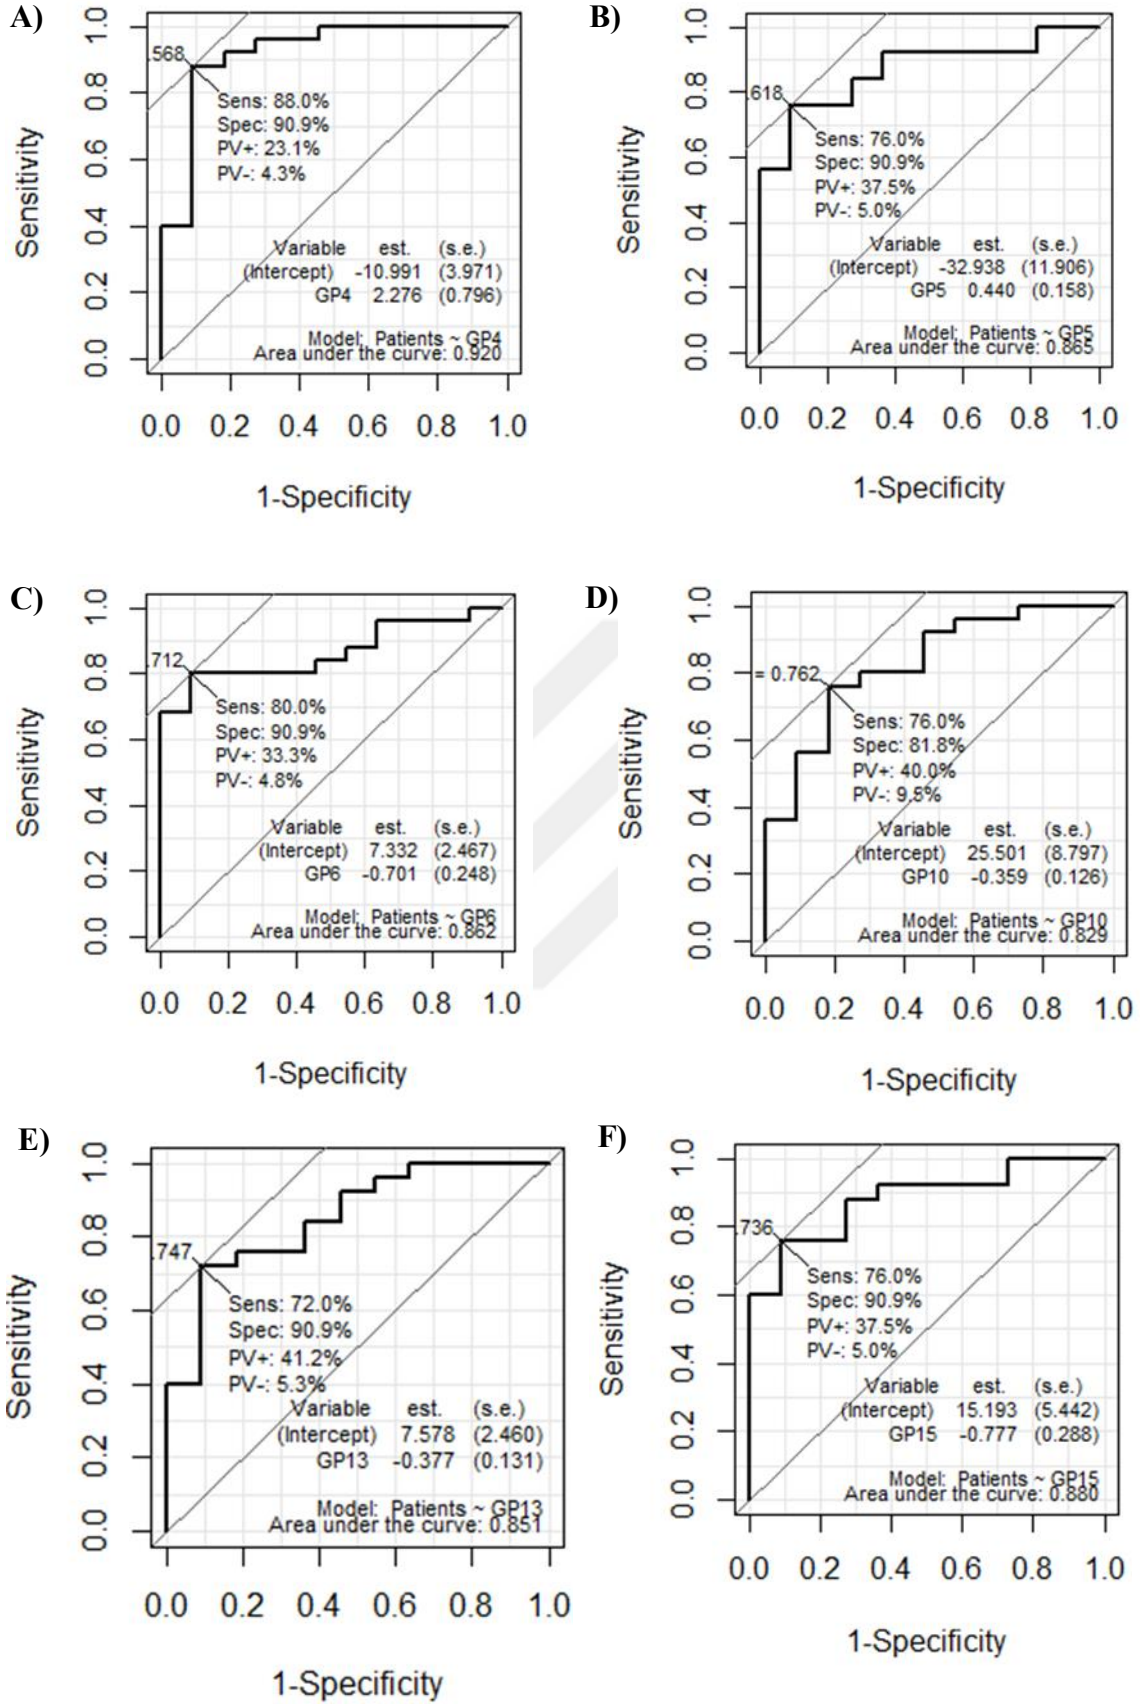 A)
Sensitivity
0.0 0.2 0.4 0.6 0.8 1.0
.568
Sens: 88.0%
Spec: 90.9%
PV+: 23.1%
PV-: 4.3%
Variable est. (s.e.)
(Intercept) -10.991 (3.971)
GP4 2.276 (0.796)
Model: Patients ~ GP4
Area under the curve: 0.920
0.0 0.2 0.4 0.6 0.8 1.0
1-Specificity
B)
Sensitivity
0.0 0.2 0.4 0.6 0.8 1.0
.618
Sens: 76.0%
Spec: 90.9%
PV+: 37.5%
PV-: 5.0%
Variable est. (s.e.)
(Intercept) -32.938 (11.906)
GP5 0.440 (0.158)
Model: Patients ~ GP5
Area under the curve: 0.865
0.0 0.2 0.4 0.6 0.8 1.0
1-Specificity
C)
Sensitivity
0.0 0.2 0.4 0.6 0.8 1.0
.712
Sens: 80.0%
Spec: 90.9%
PV+: 33.3%
PV-: 4.8%
Variable est. (s.e.)
(Intercept) 7.332 (2.467)
GP6 -0.701 (0.248)
Model: Patients ~ GP6
Area under the curve: 0.862
0.0 0.2 0.4 0.6 0.8 1.0
1-Specificity
D)
Sensitivity
0.0 0.2 0.4 0.6 0.8 1.0
= 0.762
Sens: 76.0%
Spec: 81.8%
PV+: 40.0%
PV-: 9.5%
Variable est. (s.e.)
(Intercept) 25.501 (8.797)
GP10 -0.359 (0.126)
Model: Patients ~ GP10
Area under the curve: 0.829
0.0 0.2 0.4 0.6 0.8 1.0
1-Specificity
E)
Sensitivity
0.0 0.2 0.4 0.6 0.8 1.0
.747
Sens: 72.0%
Spec: 90.9%
PV+: 41.2%
PV-: 5.3%
Variable est. (s.e.)
(Intercept) 7.578 (2.460)
GP13 -0.377 (0.131)
Model: Patients ~ GP13
Area under the curve: 0.851
0.0 0.2 0.4 0.6 0.8 1.0
1-Specificity
F)
Sensitivity
0.0 0.2 0.4 0.6 0.8 1.0
.736
Sens: 76.0%
Spec: 90.9%
PV+: 37.5%
PV-: 5.0%
Variable est. (s.e.)
(Intercept) 15.193 (5.442)
GP15 -0.777 (0.288)
Model: Patients ~ GP15
Area under the curve: 0.880
0.0 0.2 0.4 0.6 0.8 1.0
1-Specificity